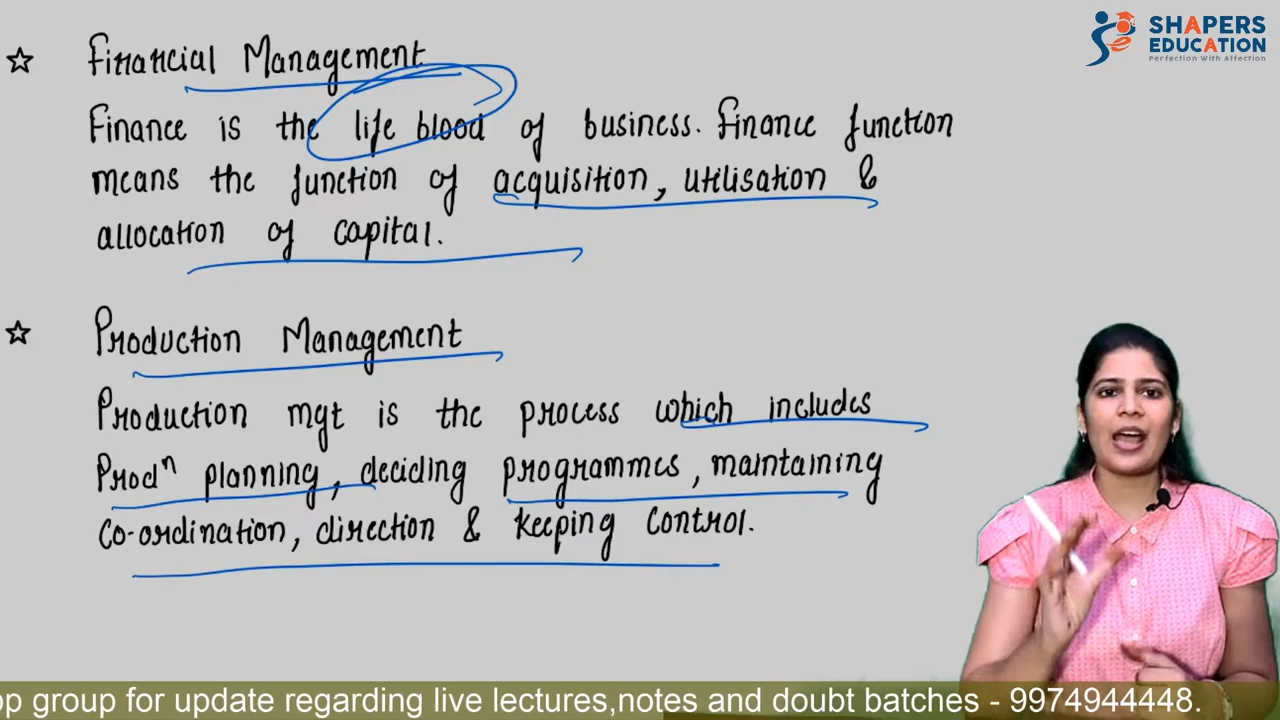 SHAPERS
EDUCATION
Perfection With Affection
☆ Financial Management
Finance is the life blood of business. Finance function
means the function of acquisition, utilisation &
allocation of capital.
☆ Production Management
Production mgt is the process which includes
Prodⁿ planning, deciding programmes, maintaining
co-ordination, direction & keeping control.
op group for update regarding live lectures,notes and doubt batches - 9974944448.